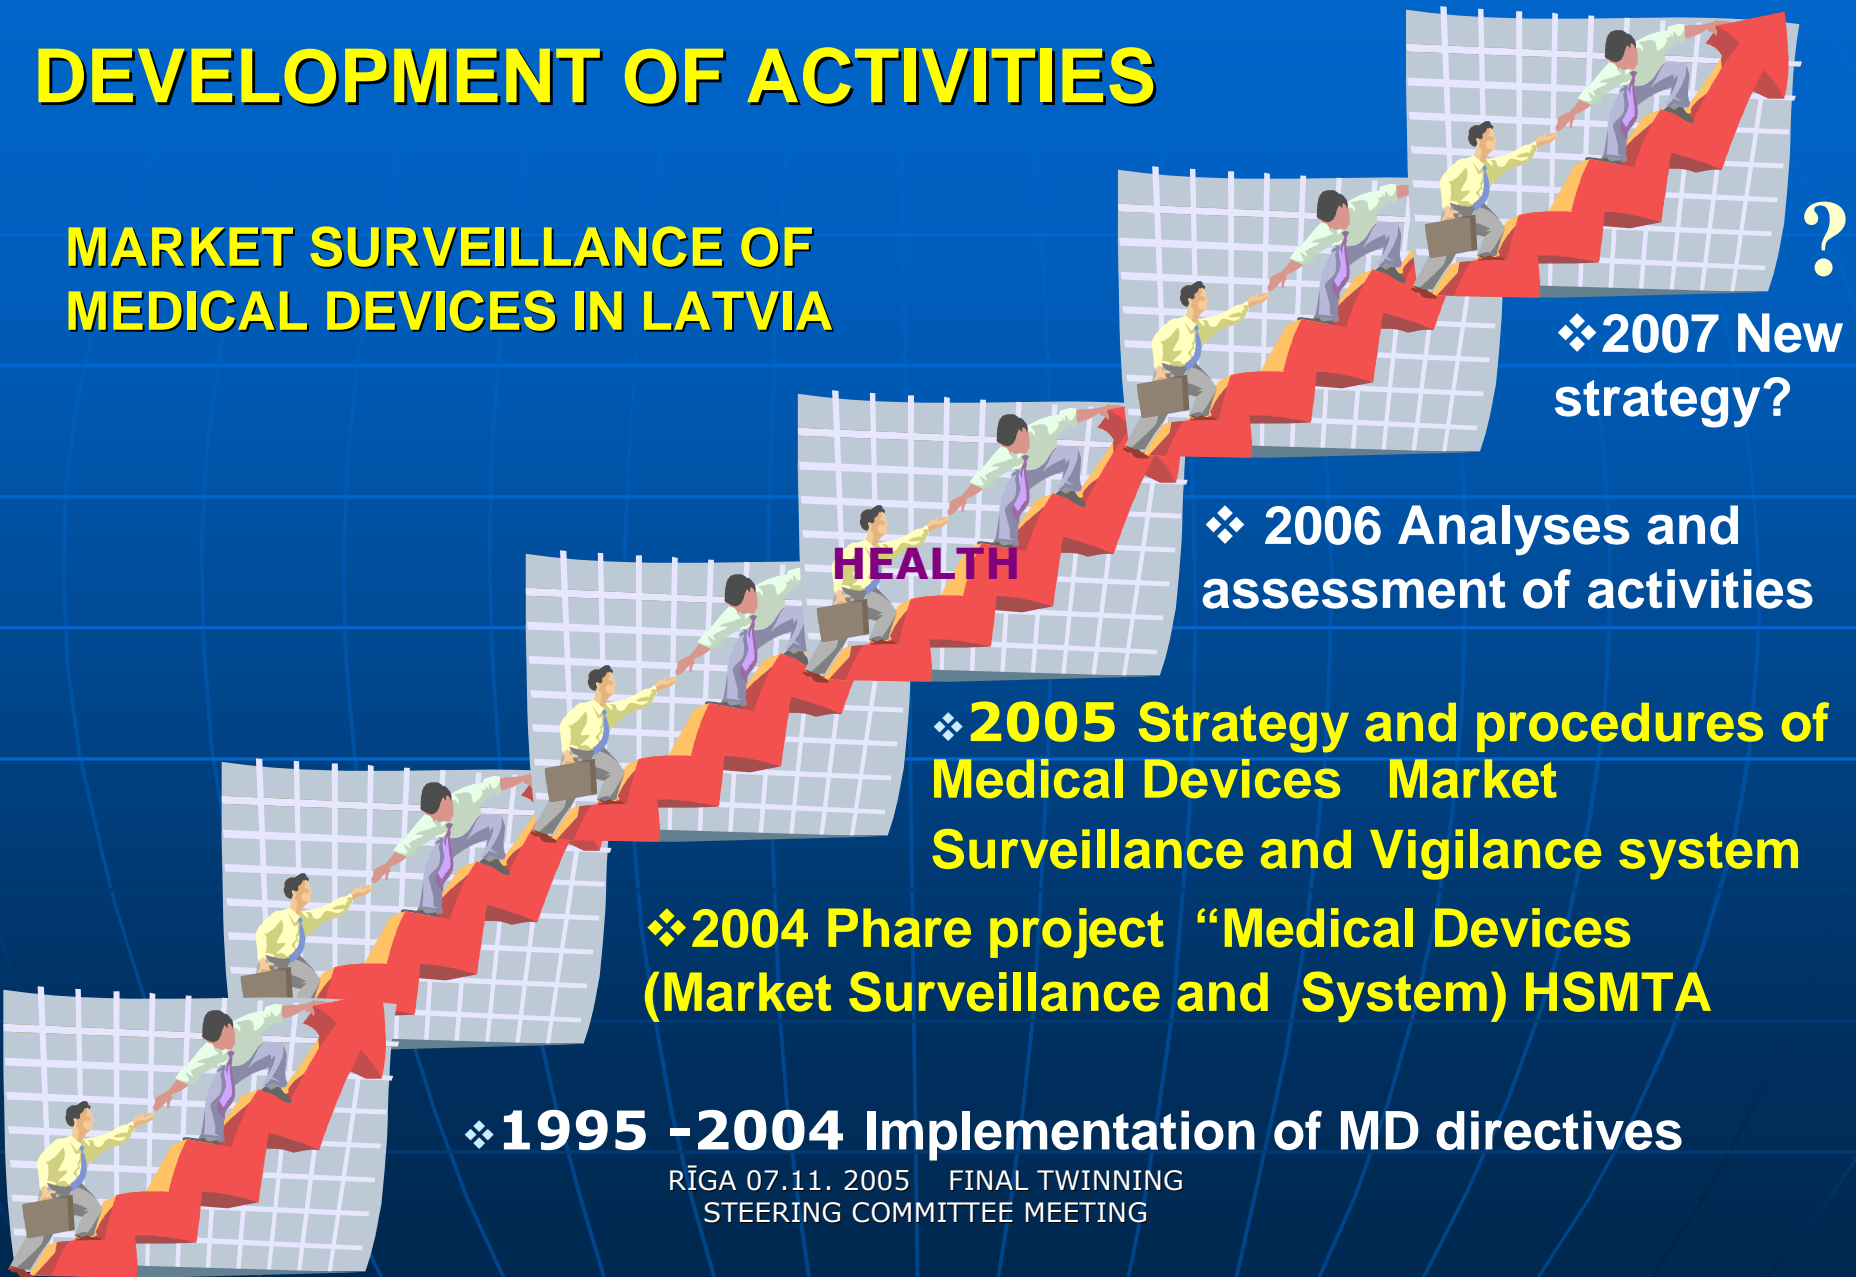 DEVELOPMENT OF ACTIVITIES
MARKET SURVEILLANCE OF
MEDICAL DEVICES IN LATVIA
?
❖2007 New
strategy?
❖ 2006 Analyses and
assessment of activities
HEALTH
❖2005 Strategy and procedures of
Medical Devices Market
Surveillance and Vigilance system
❖2004 Phare project “Medical Devices
(Market Surveillance and System) HSMTA
❖1995 -2004 Implementation of MD directives
RĪGA 07.11. 2005 FINAL TWINNING
STEERING COMMITTEE MEETING